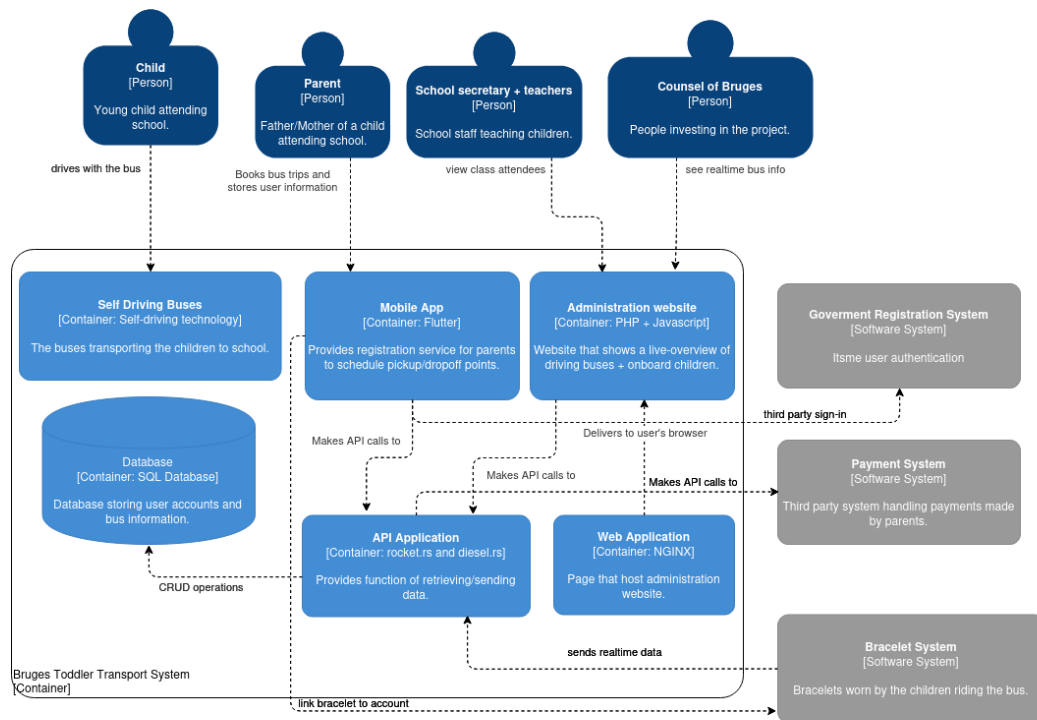 Child
[Person]
Young child attending
school.
Parent
[Person]
Father/Mother of a child
attending school.
School secretary + teachers
[Person]
School staff teaching children.
Counsel of Bruges
[Person]
People investing in the project.
drives with the bus
Books bus trips and
stores user information
view class attendees
see realtime bus info
Self Driving Buses
[Container: Self-driving technology]
The buses transporting the children to school.
Mobile App
[Container: Flutter]
Provides registration service for parents
to schedule pickup/dropoff points.
Administration website
[Container: PHP + Javascript]
Website that shows a live-overview of
driving buses + onboard children.
Goverment Registration System
[Software System]
Itsme user authentication
third party sign-in
Makes API calls to
Delivers to user's browser
Makes API calls to
Makes API calls to
Database
[Container: SQL Database]
Database storing user accounts and
bus information.
Payment System
[Software System]
Third party system handling payments made
by parents.
API Application
[Container: rocket.rs and diesel.rs]
Provides function of retrieving/sending
data.
Web Application
[Container: NGINX]
Page that host administration
website.
CRUD operations
sends realtime data
Bracelet System
[Software System]
Bracelets worn by the children riding the bus.
Bruges Toddler Transport System
[Container]
link bracelet to account